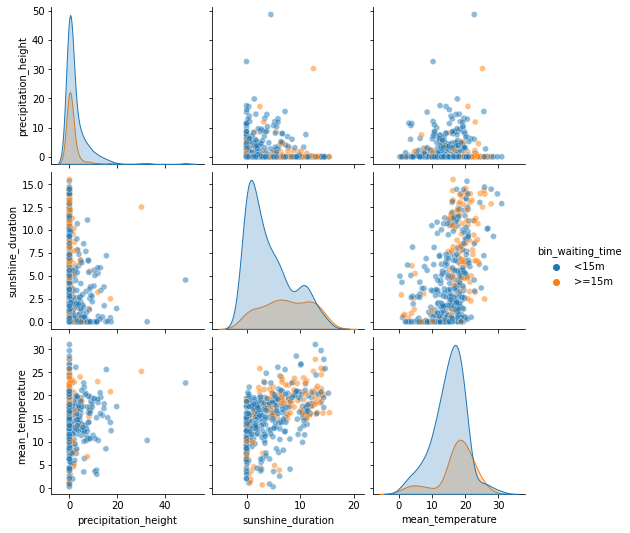 50
40
30
20
10
0
precipitation_height
15.0
12.5
10.0
7.5
5.0
2.5
0.0
sunshine_duration
bin_waiting_time
<15m
>=15m
30
25
20
15
10
5
0
mean_temperature
0 20 40
0 10 20
0 10 20 30
precipitation_height
sunshine_duration
mean_temperature